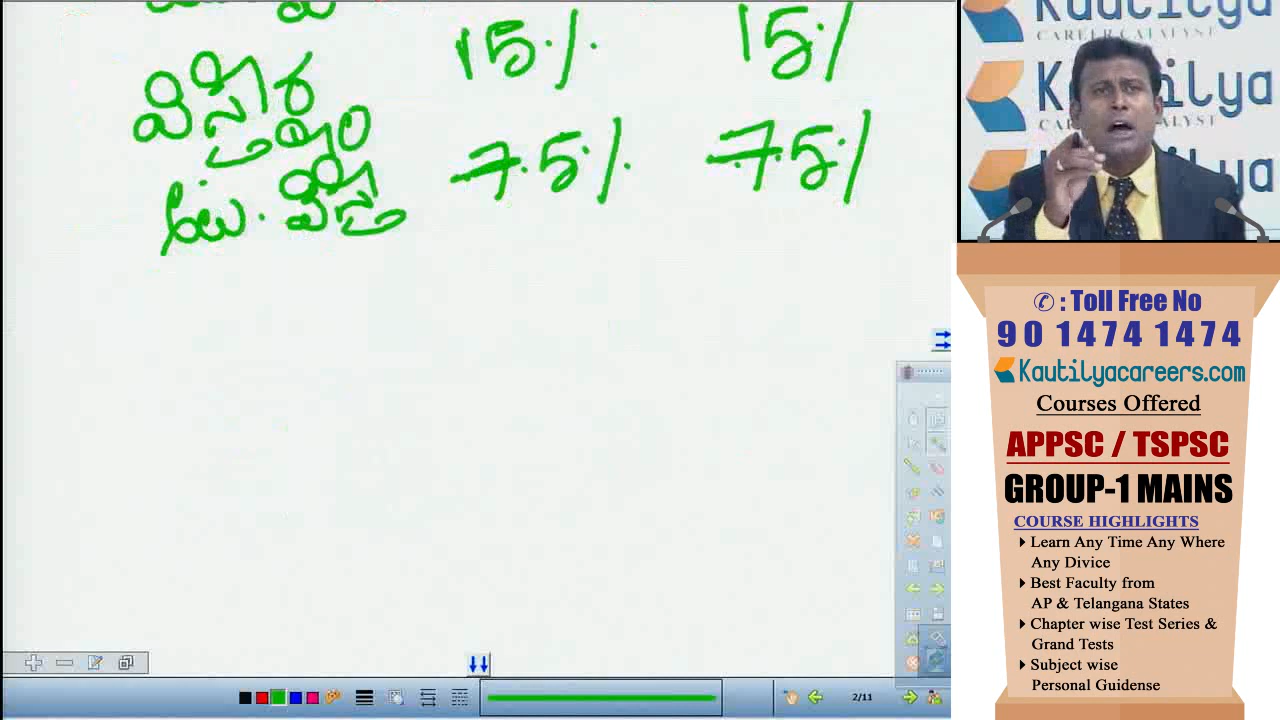 15·/. 15·/
విస్తీర్ణ
7.5·/. 7.5·/
Kautilya
CAREER CATALYST
Kautilya
✆ : Toll Free No
90 1474 1474
Kautilyacareers.com
Courses Offered
APPSC / TSPSC
GROUP-1 MAINS
COURSE HIGHLIGHTS
Learn Any Time Any Where
Any Divice
Best Faculty from
AP & Telangana States
Chapter wise Test Series &
Grand Tests
Subject wise
Personal Guidense
2/11